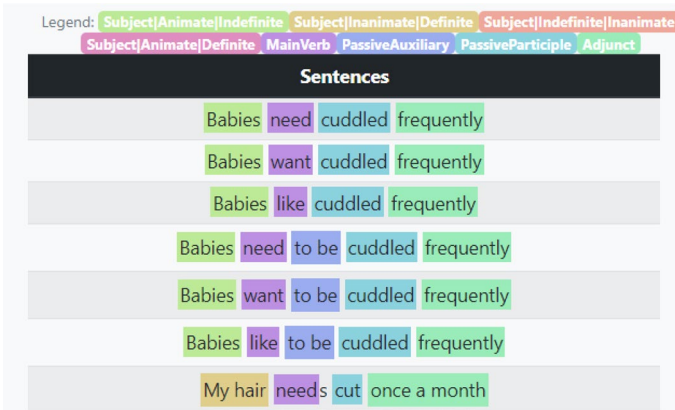 Legend: Subject|Animate|Indefinite Subject|Inanimate|Definite Subject|Indefinite|Inanimate
Subject|Animate|Definite MainVerb PassiveAuxiliary PassiveParticiple Adjunct
Sentences
Babies need cuddled frequently
Babies want cuddled frequently
Babies like cuddled frequently
Babies need to be cuddled frequently
Babies want to be cuddled frequently
Babies like to be cuddled frequently
My hair needs cut once a month